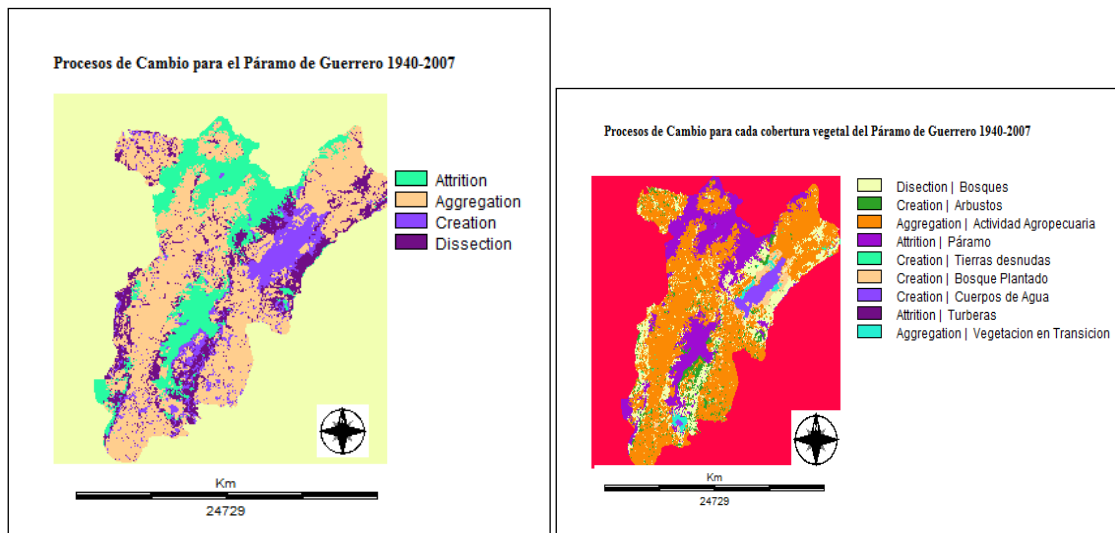 Procesos de Cambio para el Páramo de Guerrero 1940-2007
Attrition
Aggregation
Creation
Dissection
Km
24729
Procesos de Cambio para cada cobertura vegetal del Páramo de Guerrero 1940-2007
Disection | Bosques
Creation | Arbustos
Aggregation | Actividad Agropecuaria
Attrition | Páramo
Creation | Tierras desnudas
Creation | Bosque Plantado
Creation | Cuerpos de Agua
Attrition | Turberas
Aggregation | Vegetacion en Transicion
Km
24729